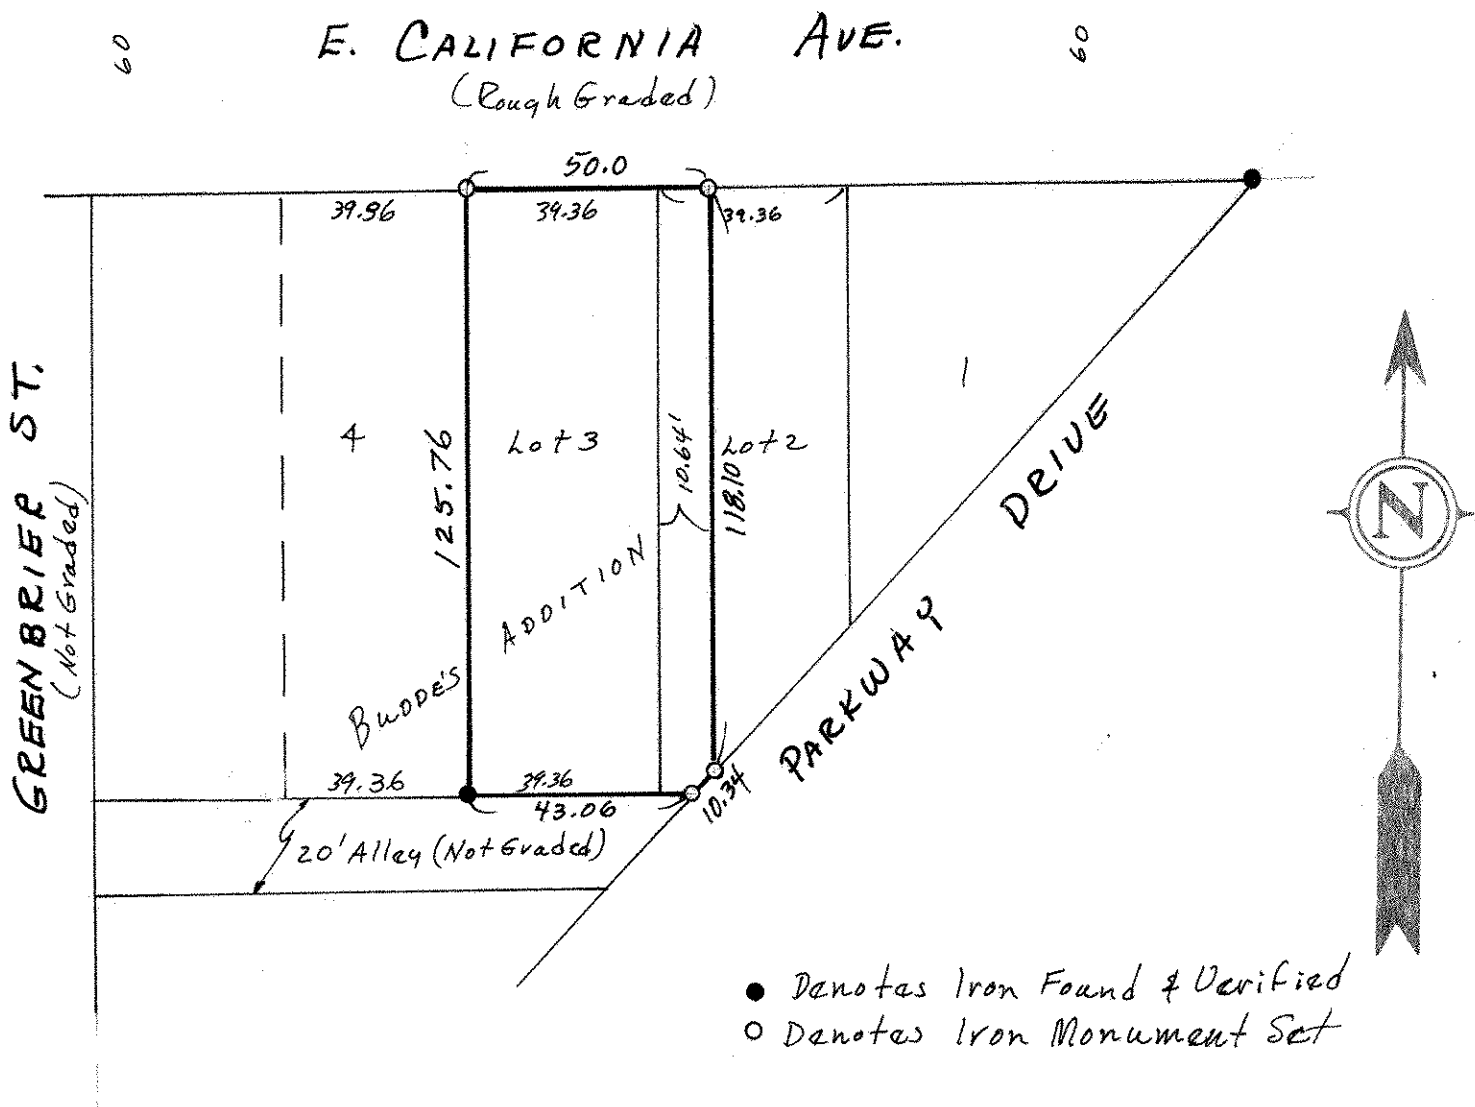 60
E. CALIFORNIA AVE.
60
(Rough Graded)
50.0
39.96
39.36
39.36
GREENBRIER ST.
(Not Graded)
4
125.76
Lot 3
10.64'
118.10
Lot 2
1
BUDDE'S ADDITION
PARKWAY DRIVE
39.36
39.36
43.06
10.34
20' Alley (Not Graded)
N
Denotes Iron Found & Verified
Denotes Iron Monument Set